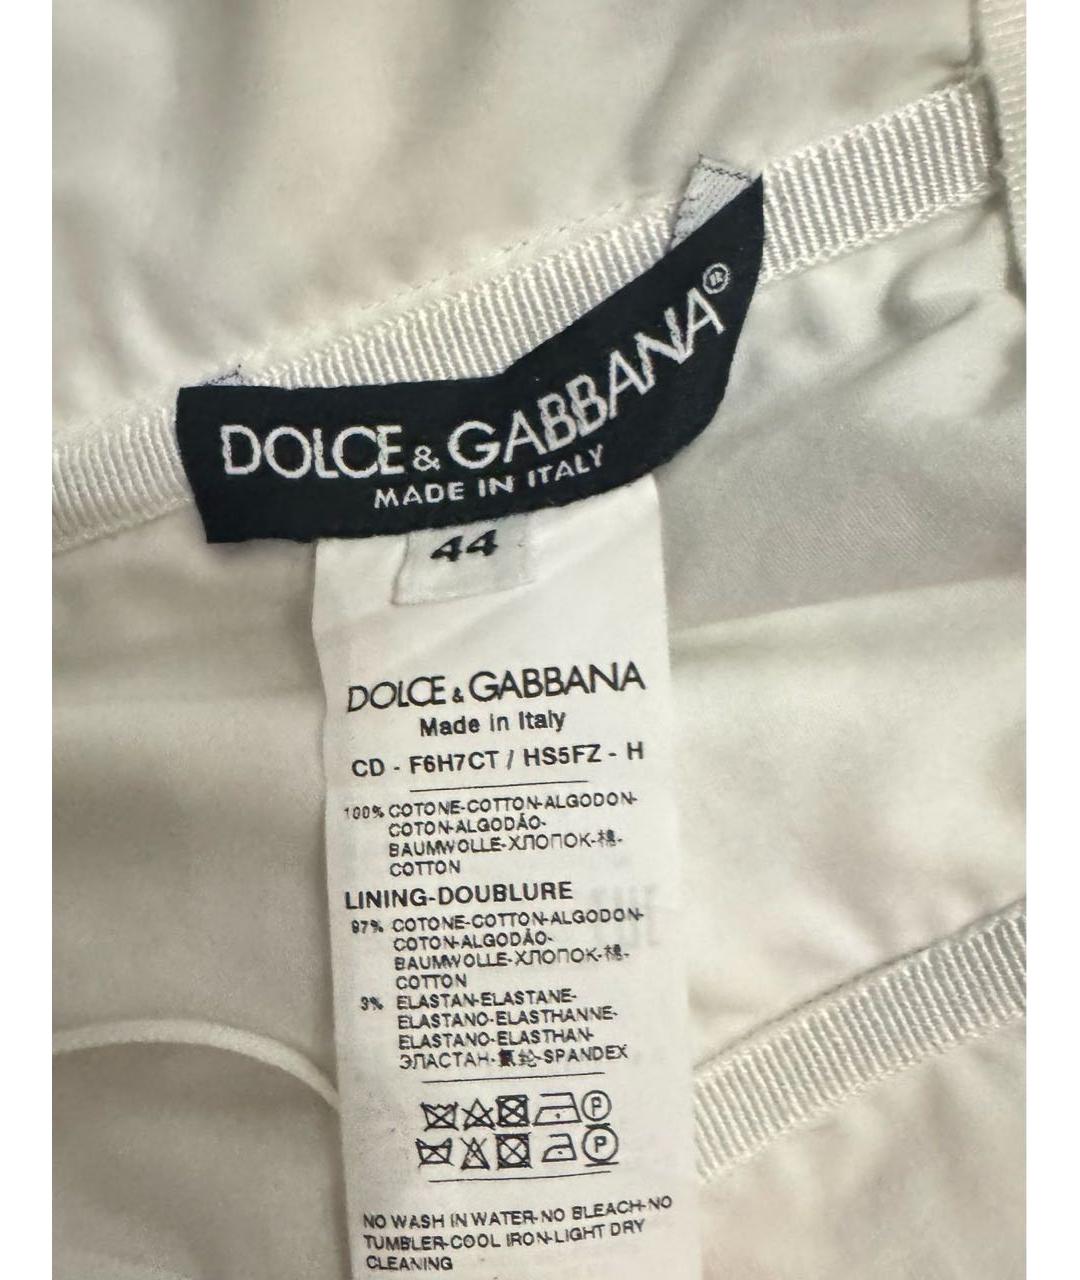 DOLCE & GABBANA®
MADE IN ITALY
44
DOLCE & GABBANA
Made in Italy
CD - F6H7CT / HS5FZ - H
100% COTONE-COTTON-ALGODON-
COTON-ALGODÃO-
BAUMWOLLE-ХЛОПОК-棉-
COTTON
LINING-DOUBLURE
97% COTONE-COTTON-ALGODON-
COTON-ALGODÃO-
BAUMWOLLE-ХЛОПОК-棉-
COTTON
3% ELASTAN-ELASTANE-
ELASTANO-ELASTHANNE-
ELASTANO-ELASTHAN-
ЭЛАСТАН-氨纶-SPANDEX
P
P
NO WASH IN WATER-NO BLEACH-NO
TUMBLER-COOL IRON-LIGHT DRY
CLEANING